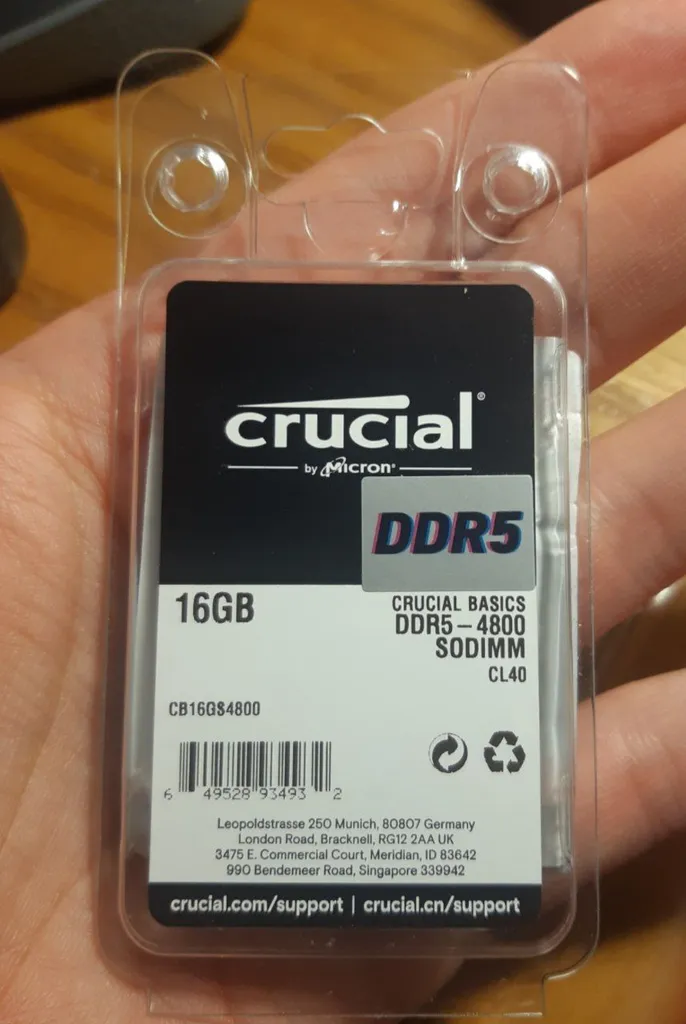 crucial®
by Micron®
DDR5
16GB
CRUCIAL BASICS
DDR5-4800
SODIMM
CL40
CB16GS4800
6 49528 93493 2
Leopoldstrasse 250 Munich, 80807 Germany
London Road, Bracknell, RG12 2AA UK
3475 E. Commercial Court, Meridian, ID 83642
990 Bendemeer Road, Singapore 339942
crucial.com/support | crucial.cn/support